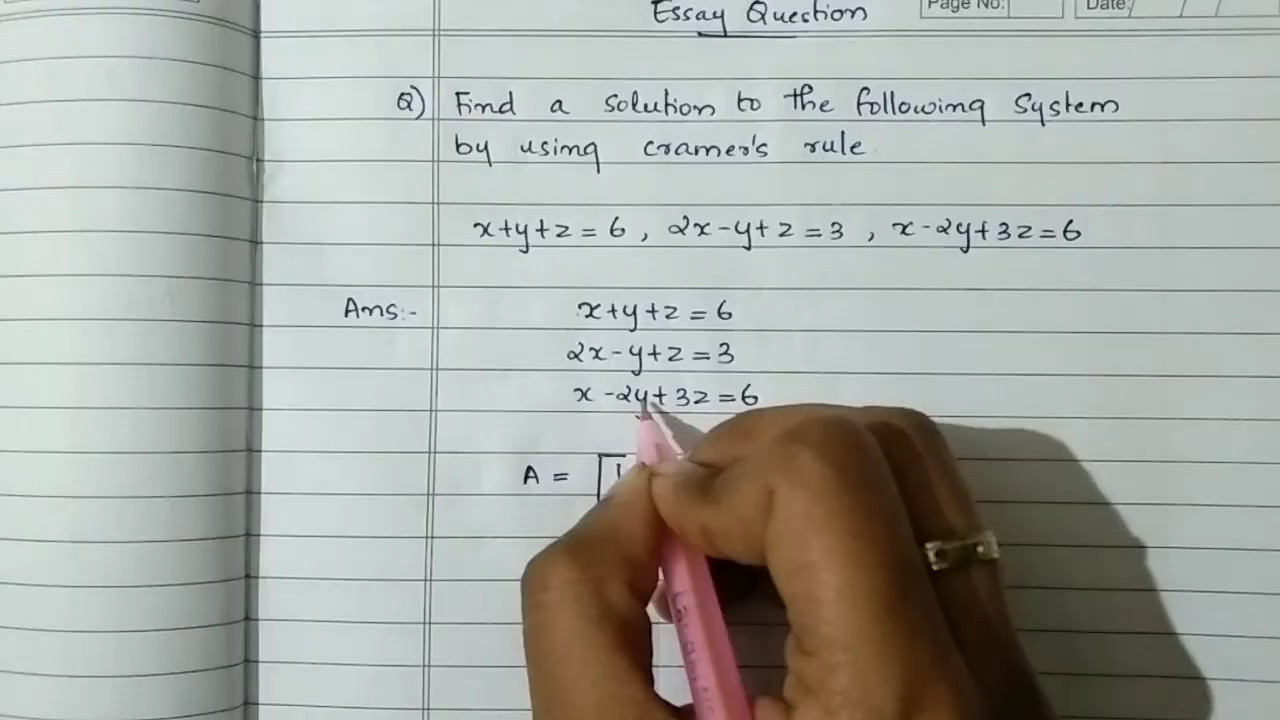 Essay Question
Page No:
Date:
Q) Find a solution to the following System
by using cramer's rule
x+y+z = 6 , 2x-y+z = 3 , x-2y+3z=6
Ans:-
x+y+z = 6
2x-y+z = 3
x-2y+3z=6
A = [1